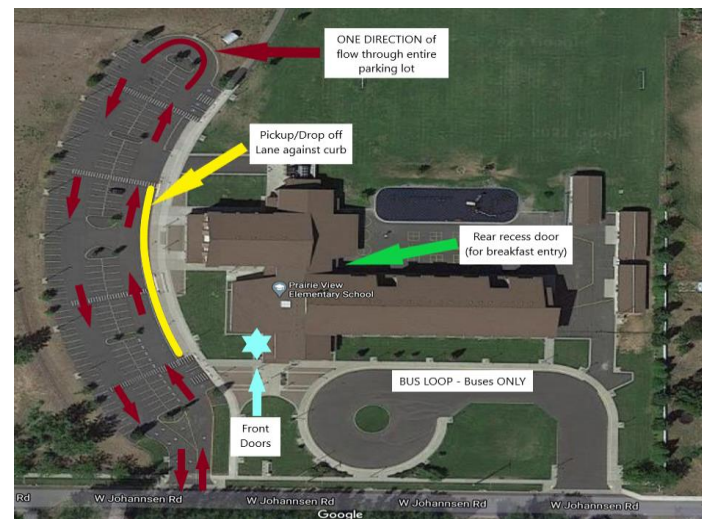 ONE DIRECTION of
flow through entire
parking lot
Pickup/Drop off
Lane against curb
Rear recess door
(for breakfast entry)
Prairie View
Elementary School
BUS LOOP - Buses ONLY
Front
Doors
Rd
W Johannsen Rd
W Johannsen Rd
W Johannsen Rd
W Johannsen Rd
Google